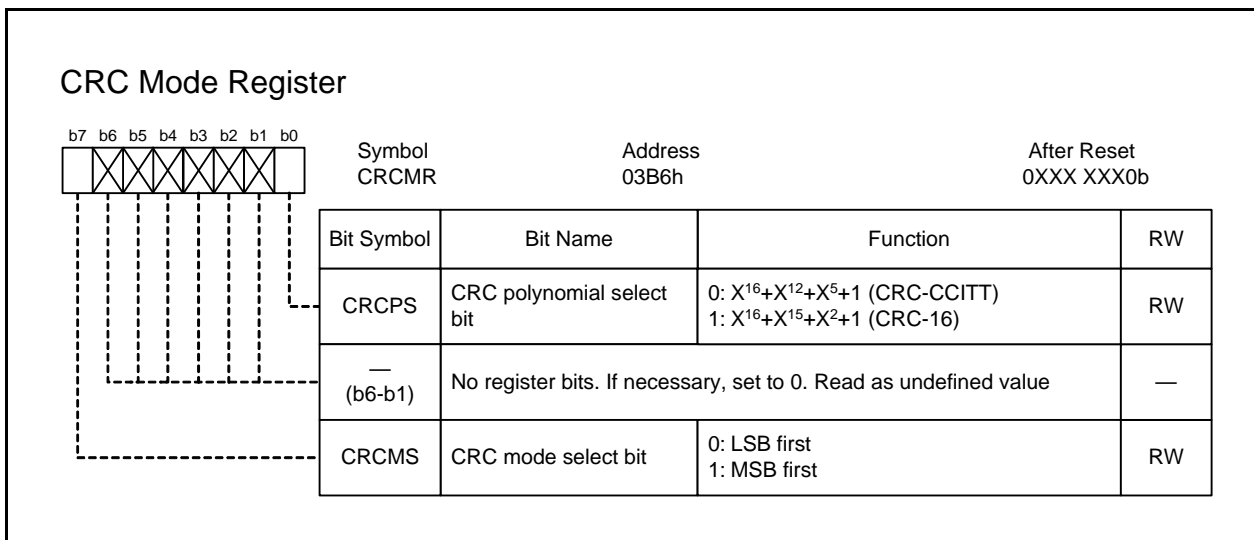 CRC Mode Register
b7 b6 b5 b4 b3 b2 b1 b0
Symbol Address After Reset
CRCMR 03B6h 0XXX XXX0b
Bit Symbol Bit Name Function RW
CRCPS CRC polynomial select bit 0: X¹⁶+X¹²+X⁵+1 (CRC-CCITT) RW
1: X¹⁶+X¹⁵+X²+1 (CRC-16)
— (b6-b1) No register bits. If necessary, set to 0. Read as undefined value —
CRCMS CRC mode select bit 0: LSB first RW
1: MSB first